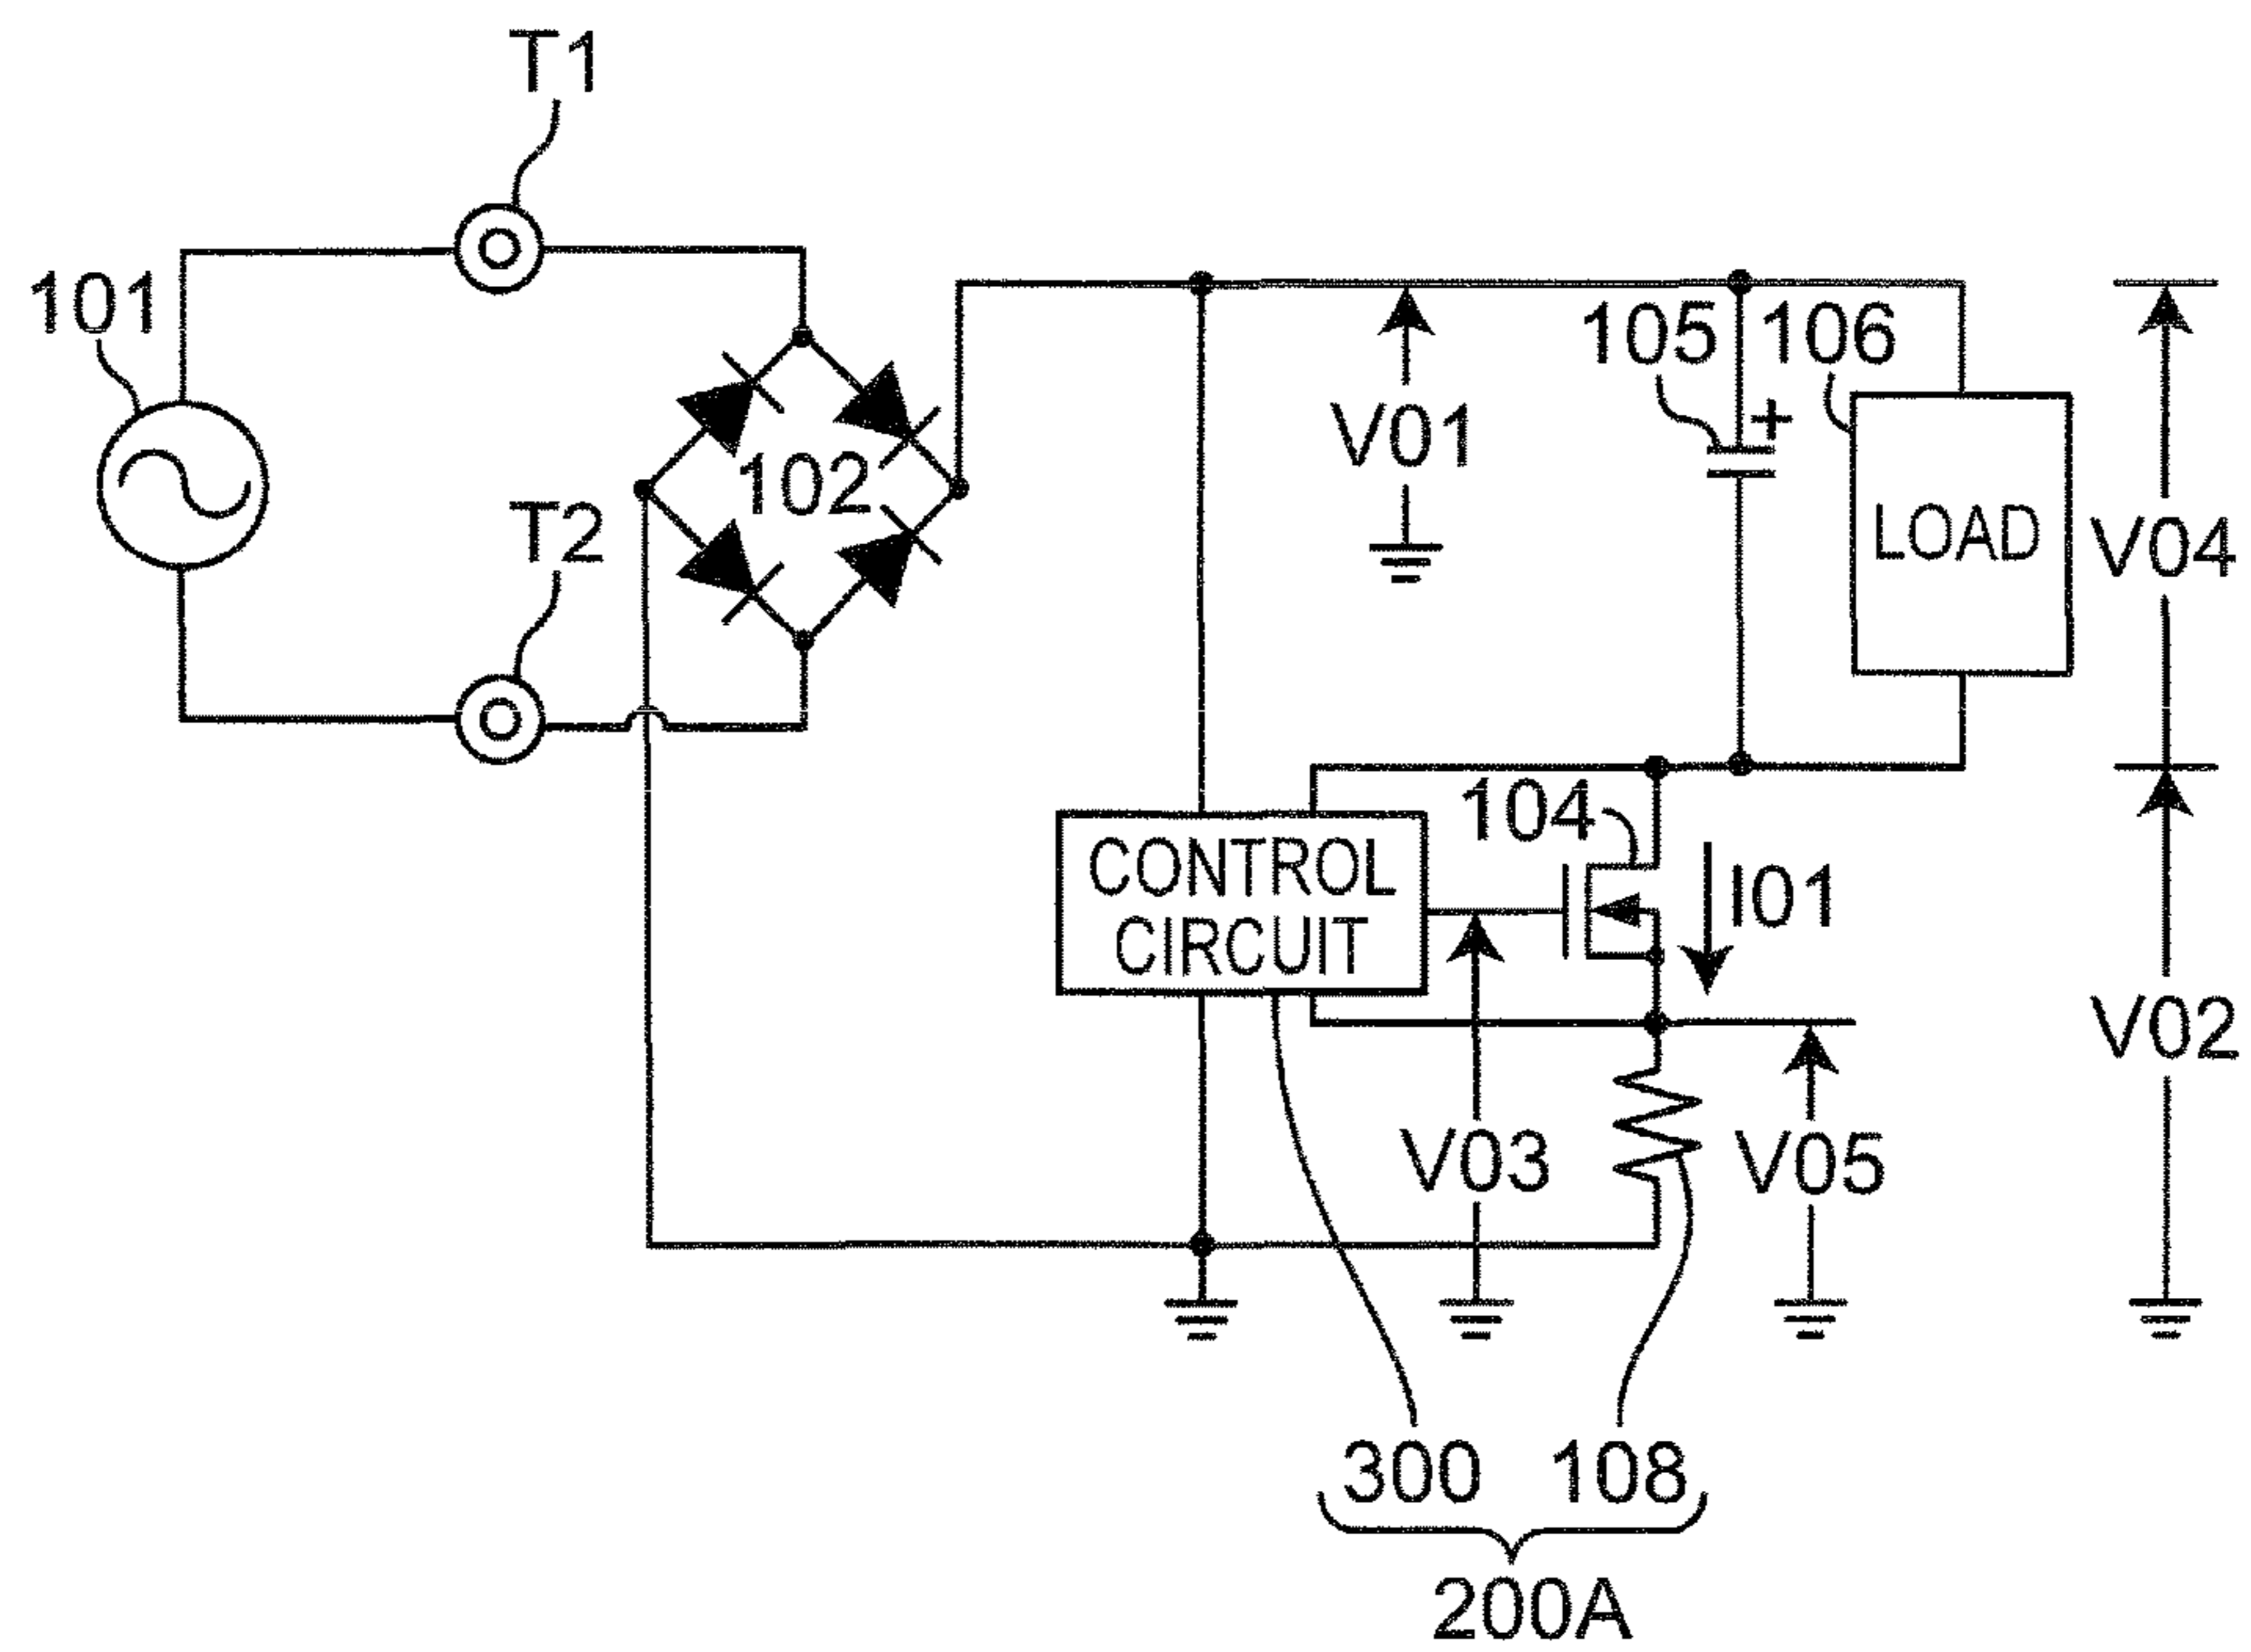 T1
101
105
106
+
V01
102
T2
LOAD
V04
104
CONTROL
CIRCUIT
I01
V02
V03
V05
300
108
200A